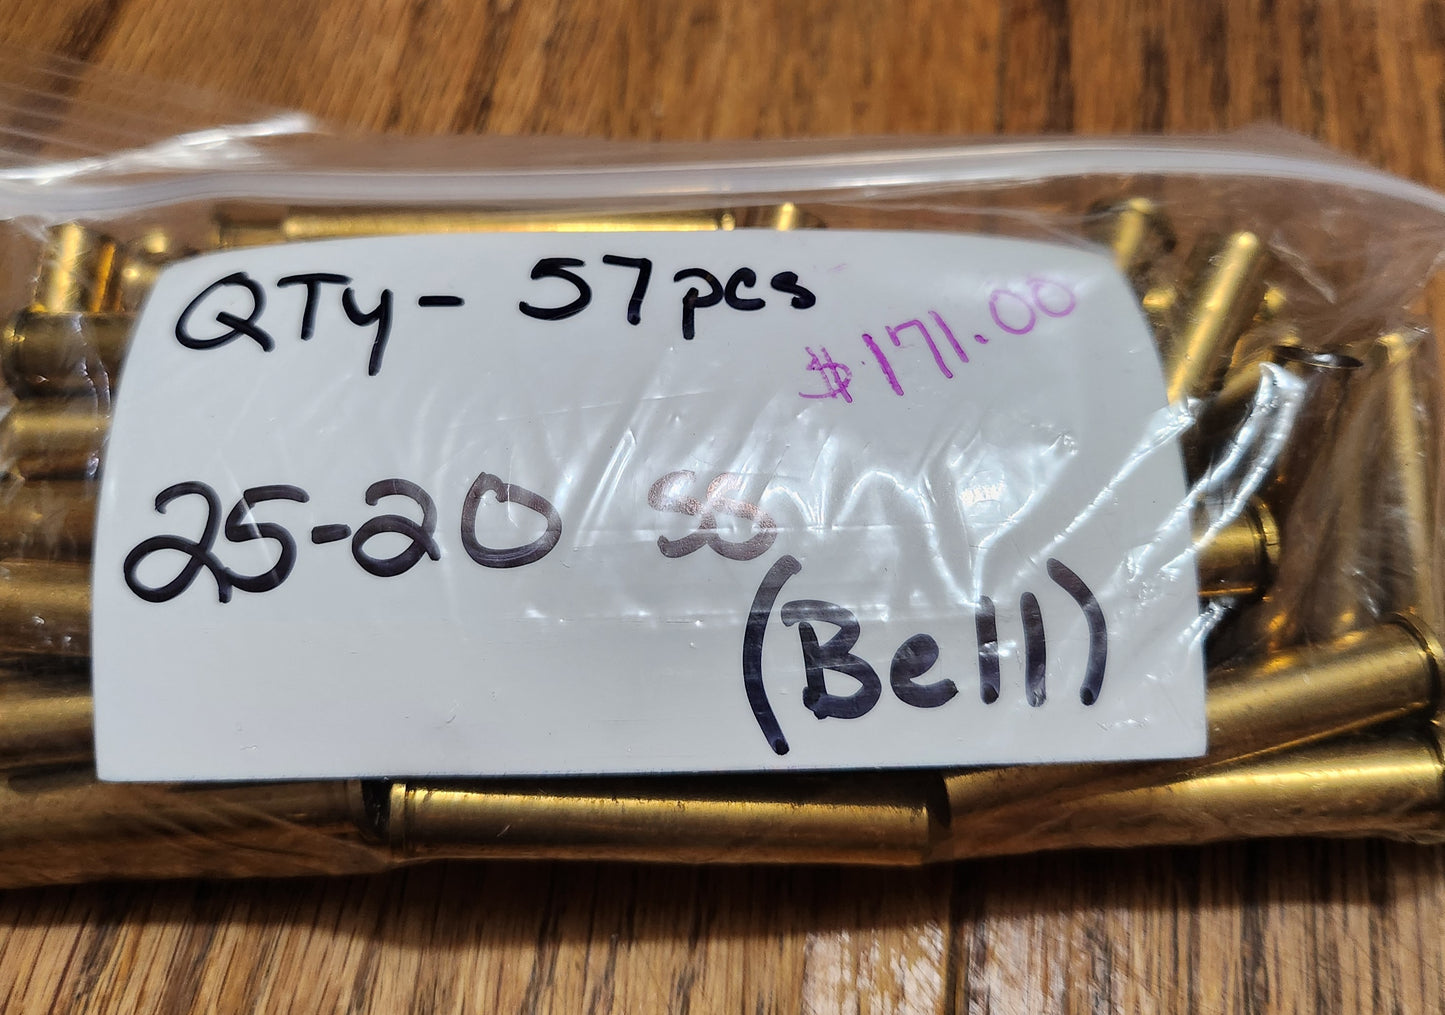 QTy- 57pcs
$171.00
25-20 SS
(Bell)